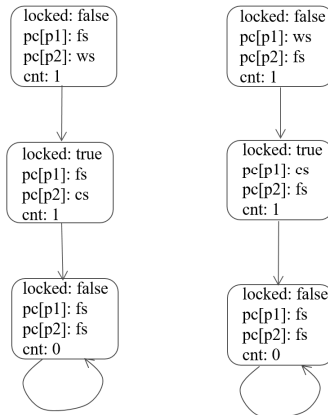 locked: false
pc[p1]: fs
pc[p2]: ws
cnt: 1
locked: true
pc[p1]: fs
pc[p2]: cs
cnt: 1
locked: false
pc[p1]: fs
pc[p2]: fs
cnt: 0
locked: false
pc[p1]: ws
pc[p2]: fs
cnt: 1
locked: true
pc[p1]: cs
pc[p2]: fs
cnt: 1
locked: false
pc[p1]: fs
pc[p2]: fs
cnt: 0